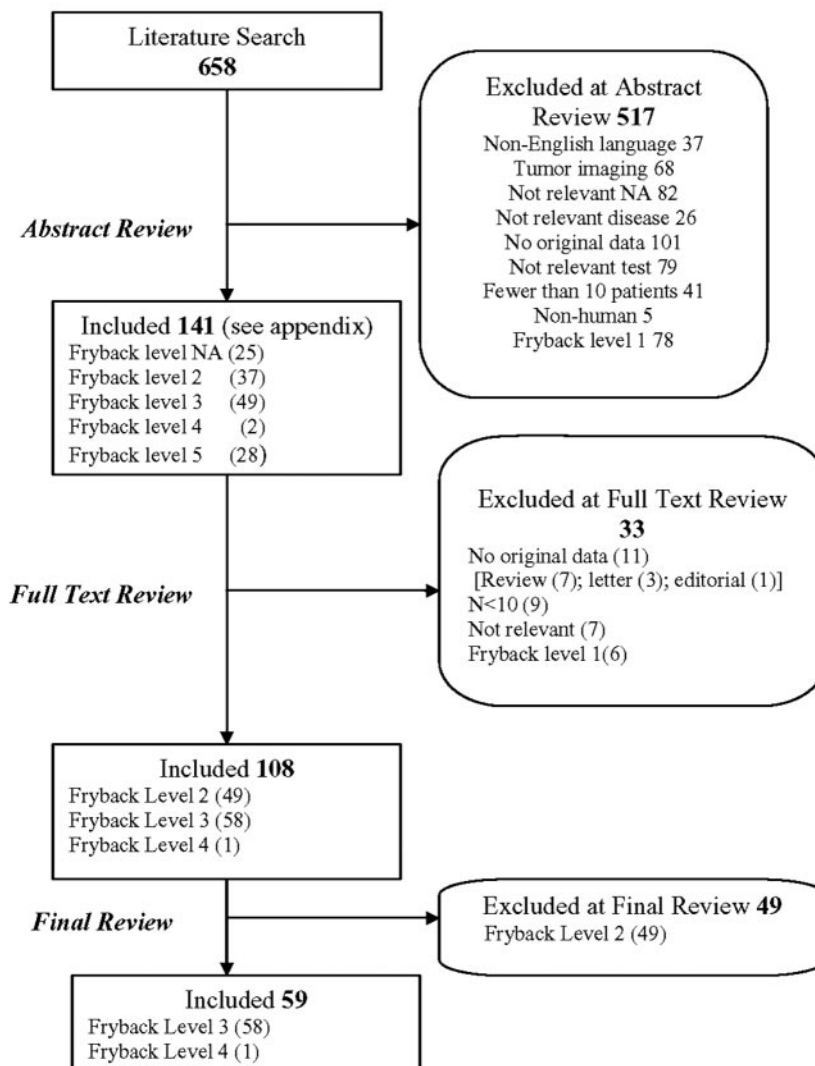 Literature Search
658
Excluded at Abstract
Review 517
Non-English language 37
Tumor imaging 68
Not relevant NA 82
Not relevant disease 26
No original data 101
Not relevant test 79
Fewer than 10 patients 41
Non-human 5
Fryback level 1 78
Abstract Review
Included 141 (see appendix)
Fryback level NA (25)
Fryback level 2 (37)
Fryback level 3 (49)
Fryback level 4 (2)
Fryback level 5 (28)
Excluded at Full Text Review
33
No original data (11)
[Review (7); letter (3); editorial (1)]
N<10 (9)
Not relevant (7)
Fryback level 1(6)
Full Text Review
Included 108
Fryback Level 2 (49)
Fryback Level 3 (58)
Fryback Level 4 (1)
Final Review
Excluded at Final Review 49
Fryback Level 2 (49)
Included 59
Fryback Level 3 (58)
Fryback Level 4 (1)